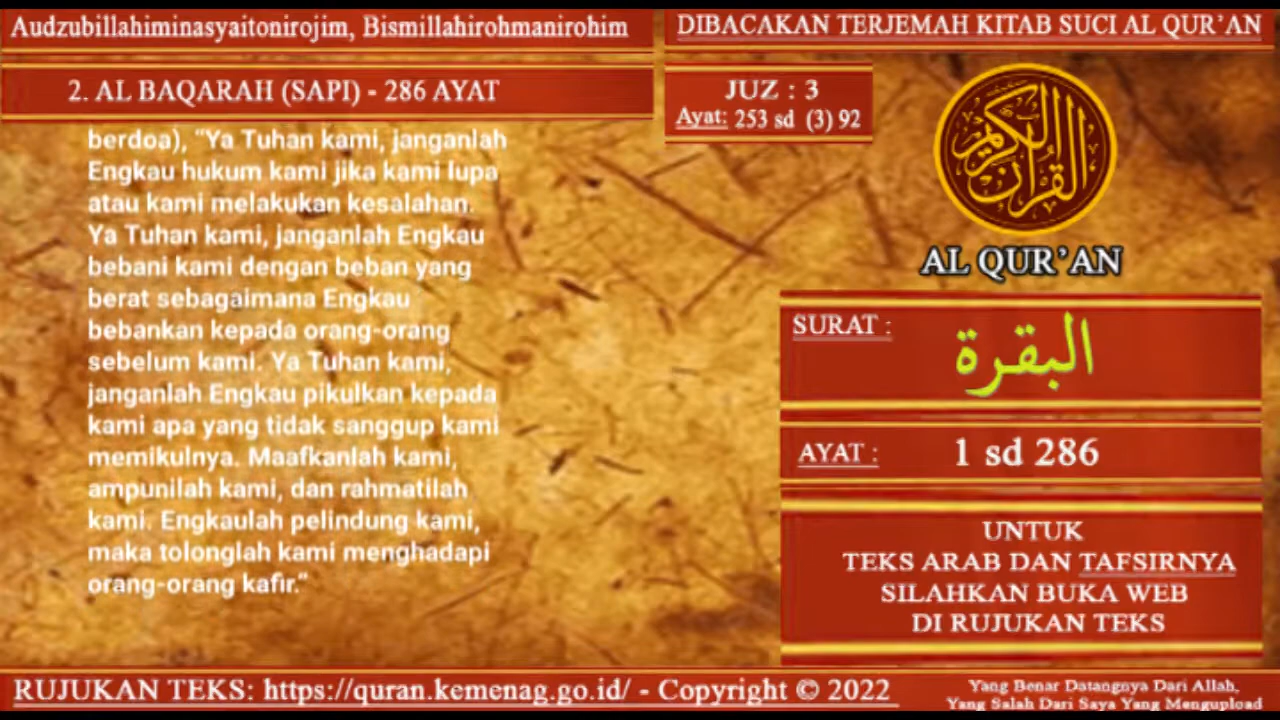 Audzubillahiminasyaitonirojim, Bismillahirohmanirohim
DIBACAKAN TERJEMAH KITAB SUCI AL QUR'AN
2. AL BAQARAH (SAPI) - 286 AYAT
JUZ : 3
Ayat: 253 sd (3) 92
berdoa), "Ya Tuhan kami, janganlah
Engkau hukum kami jika kami lupa
atau kami melakukan kesalahan.
Ya Tuhan kami, janganlah Engkau
bebani kami dengan beban yang
berat sebagaimana Engkau
bebankan kepada orang-orang
sebelum kami. Ya Tuhan kami,
janganlah Engkau pikulkan kepada
kami apa yang tidak sanggup kami
memikulnya. Maafkanlah kami,
ampunilah kami, dan rahmatilah
kami. Engkaulah pelindung kami,
maka tolonglah kami menghadapi
orang-orang kafir."
القرآن الكريم
AL QUR'AN
SURAT : البقرة
AYAT : 1 sd 286
UNTUK
TEKS ARAB DAN TAFSIRNYA
SILAHKAN BUKA WEB
DI RUJUKAN TEKS
RUJUKAN TEKS: https://quran.kemenag.go.id/ - Copyright © 2022
Yang Benar Datangnya Dari Allah,
Yang Salah Dari Saya Yang Mengupload